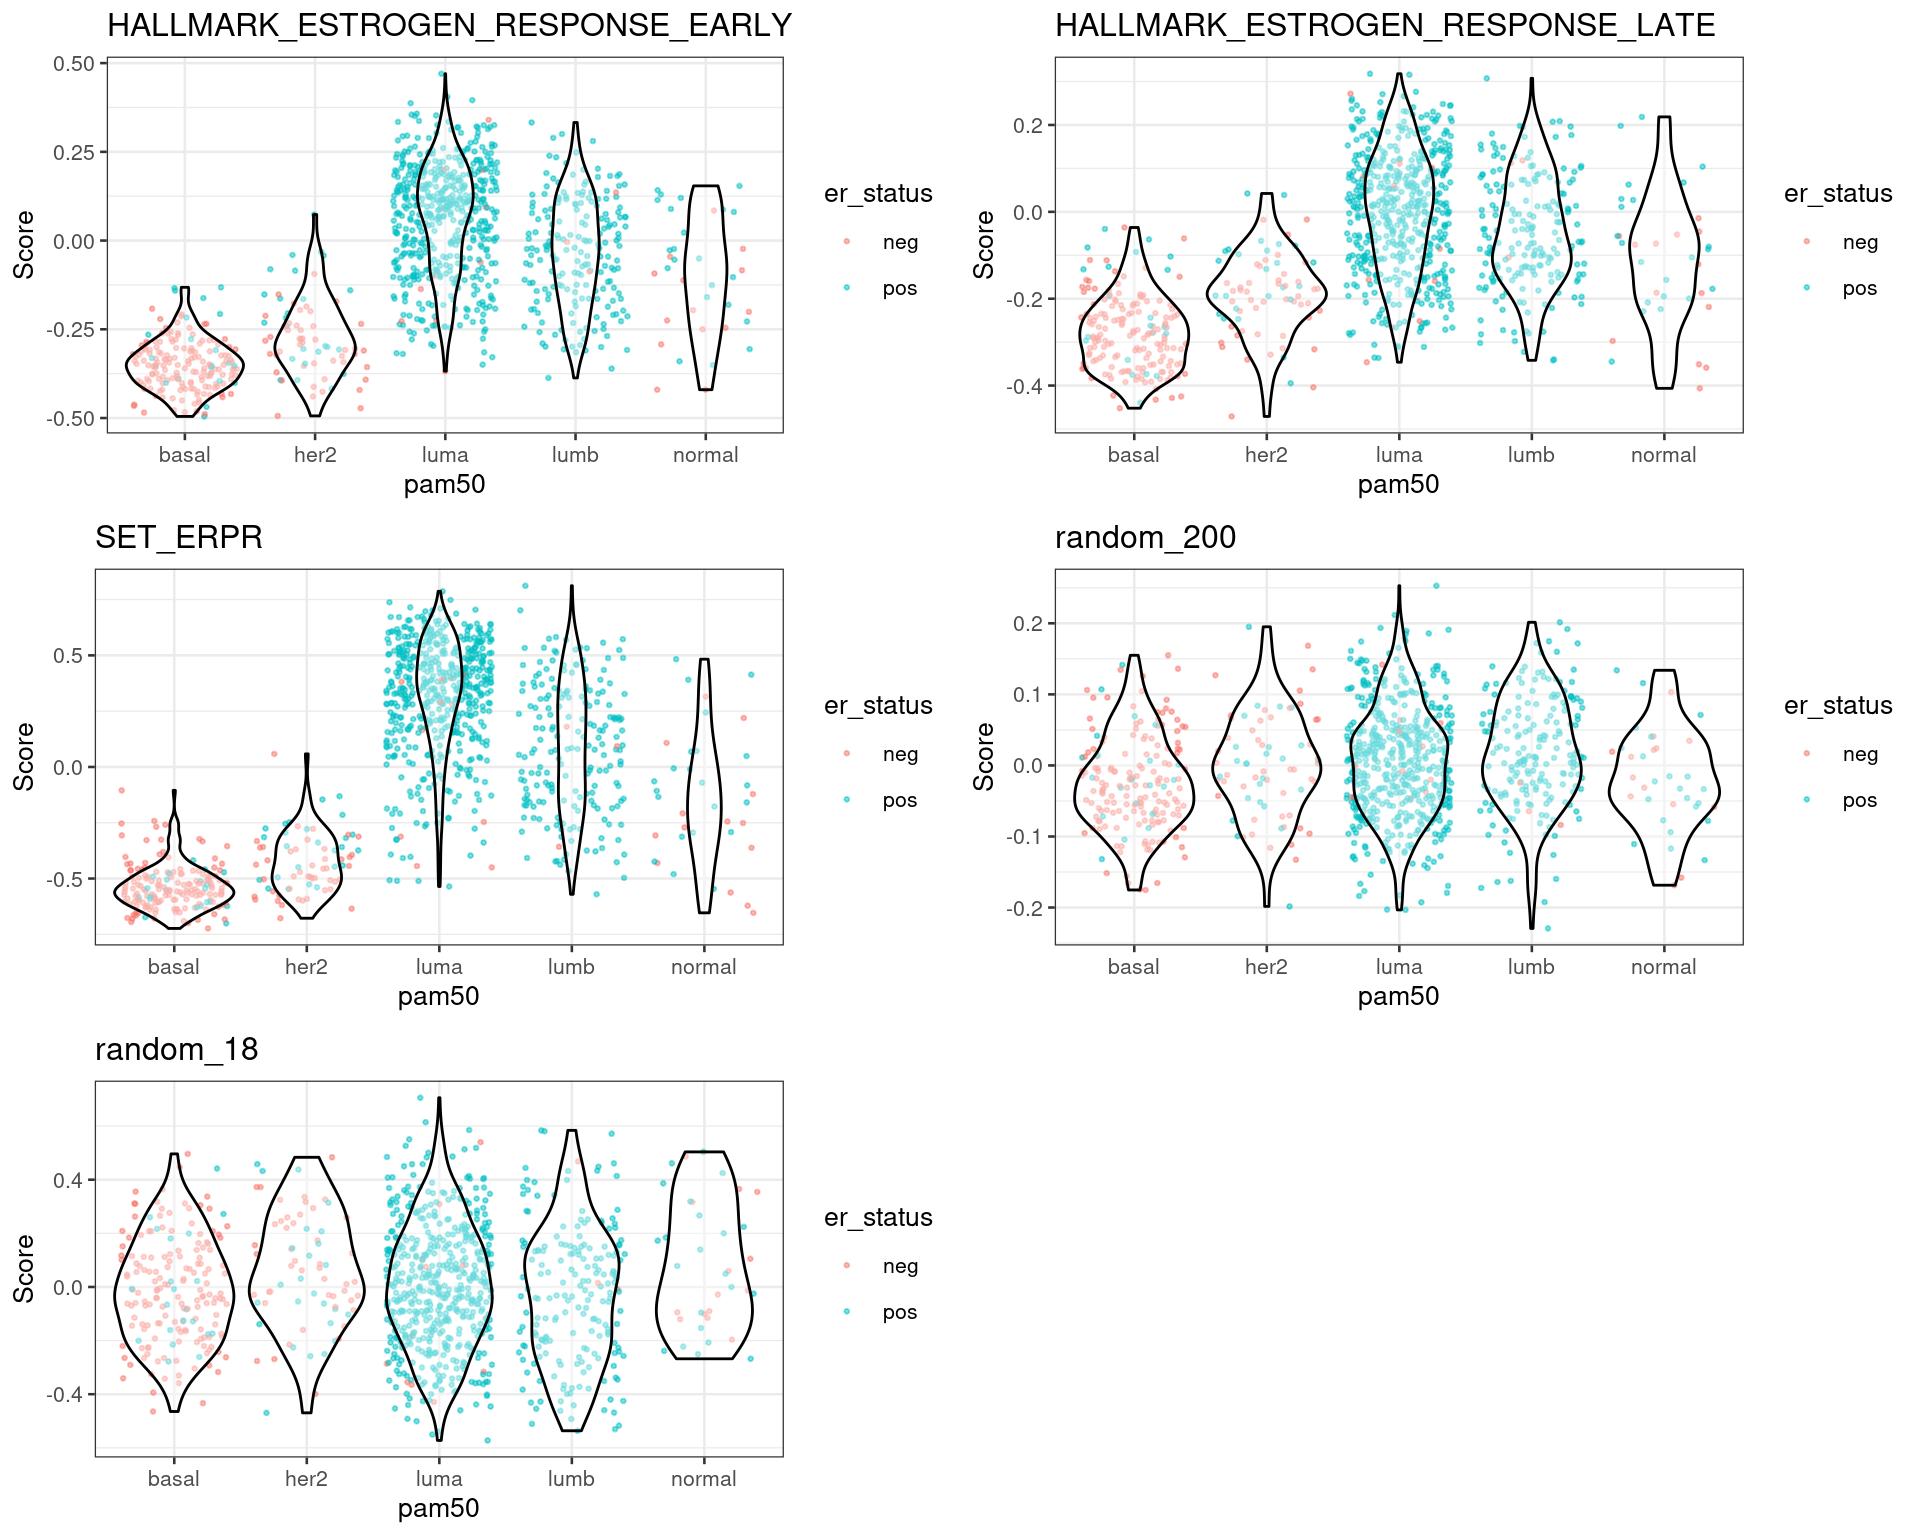 HALLMARK_ESTROGEN_RESPONSE_EARLY
0.50
0.25
0.00
-0.25
-0.50
Score
basal her2 luma lumb normal
pam50
er_status
neg
pos
HALLMARK_ESTROGEN_RESPONSE_LATE
0.2
0.0
-0.2
-0.4
Score
basal her2 luma lumb normal
pam50
er_status
neg
pos
SET_ERPR
0.5
0.0
-0.5
Score
basal her2 luma lumb normal
pam50
er_status
neg
pos
random_200
0.2
0.1
0.0
-0.1
-0.2
Score
basal her2 luma lumb normal
pam50
er_status
neg
pos
random_18
0.4
0.0
-0.4
Score
basal her2 luma lumb normal
pam50
er_status
neg
pos